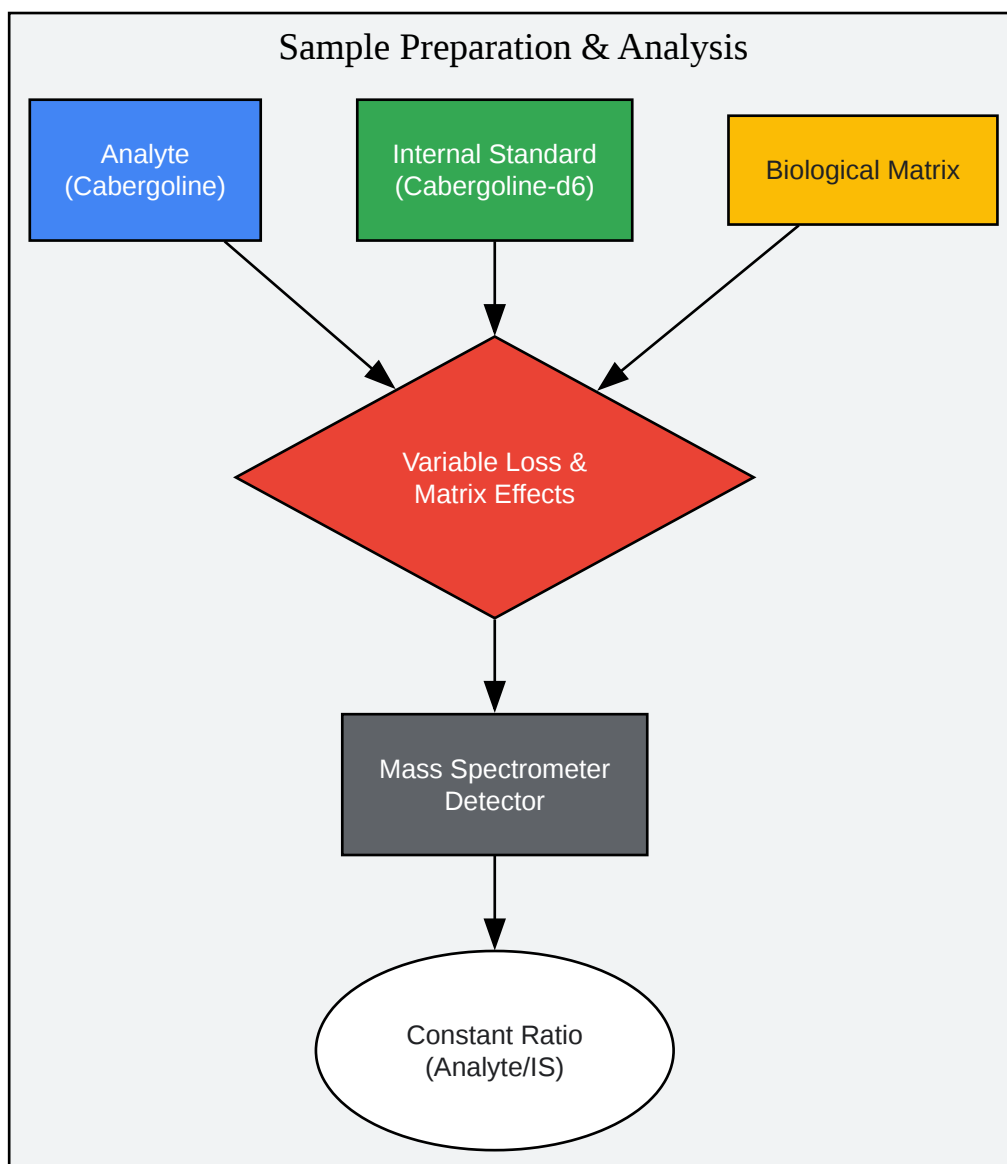 Sample Preparation & Analysis
Analyte
(Cabergoline)
Internal Standard
(Cabergoline-d6)
Biological Matrix
Variable Loss &
Matrix Effects
Mass Spectrometer
Detector
Constant Ratio
(Analyte/IS)